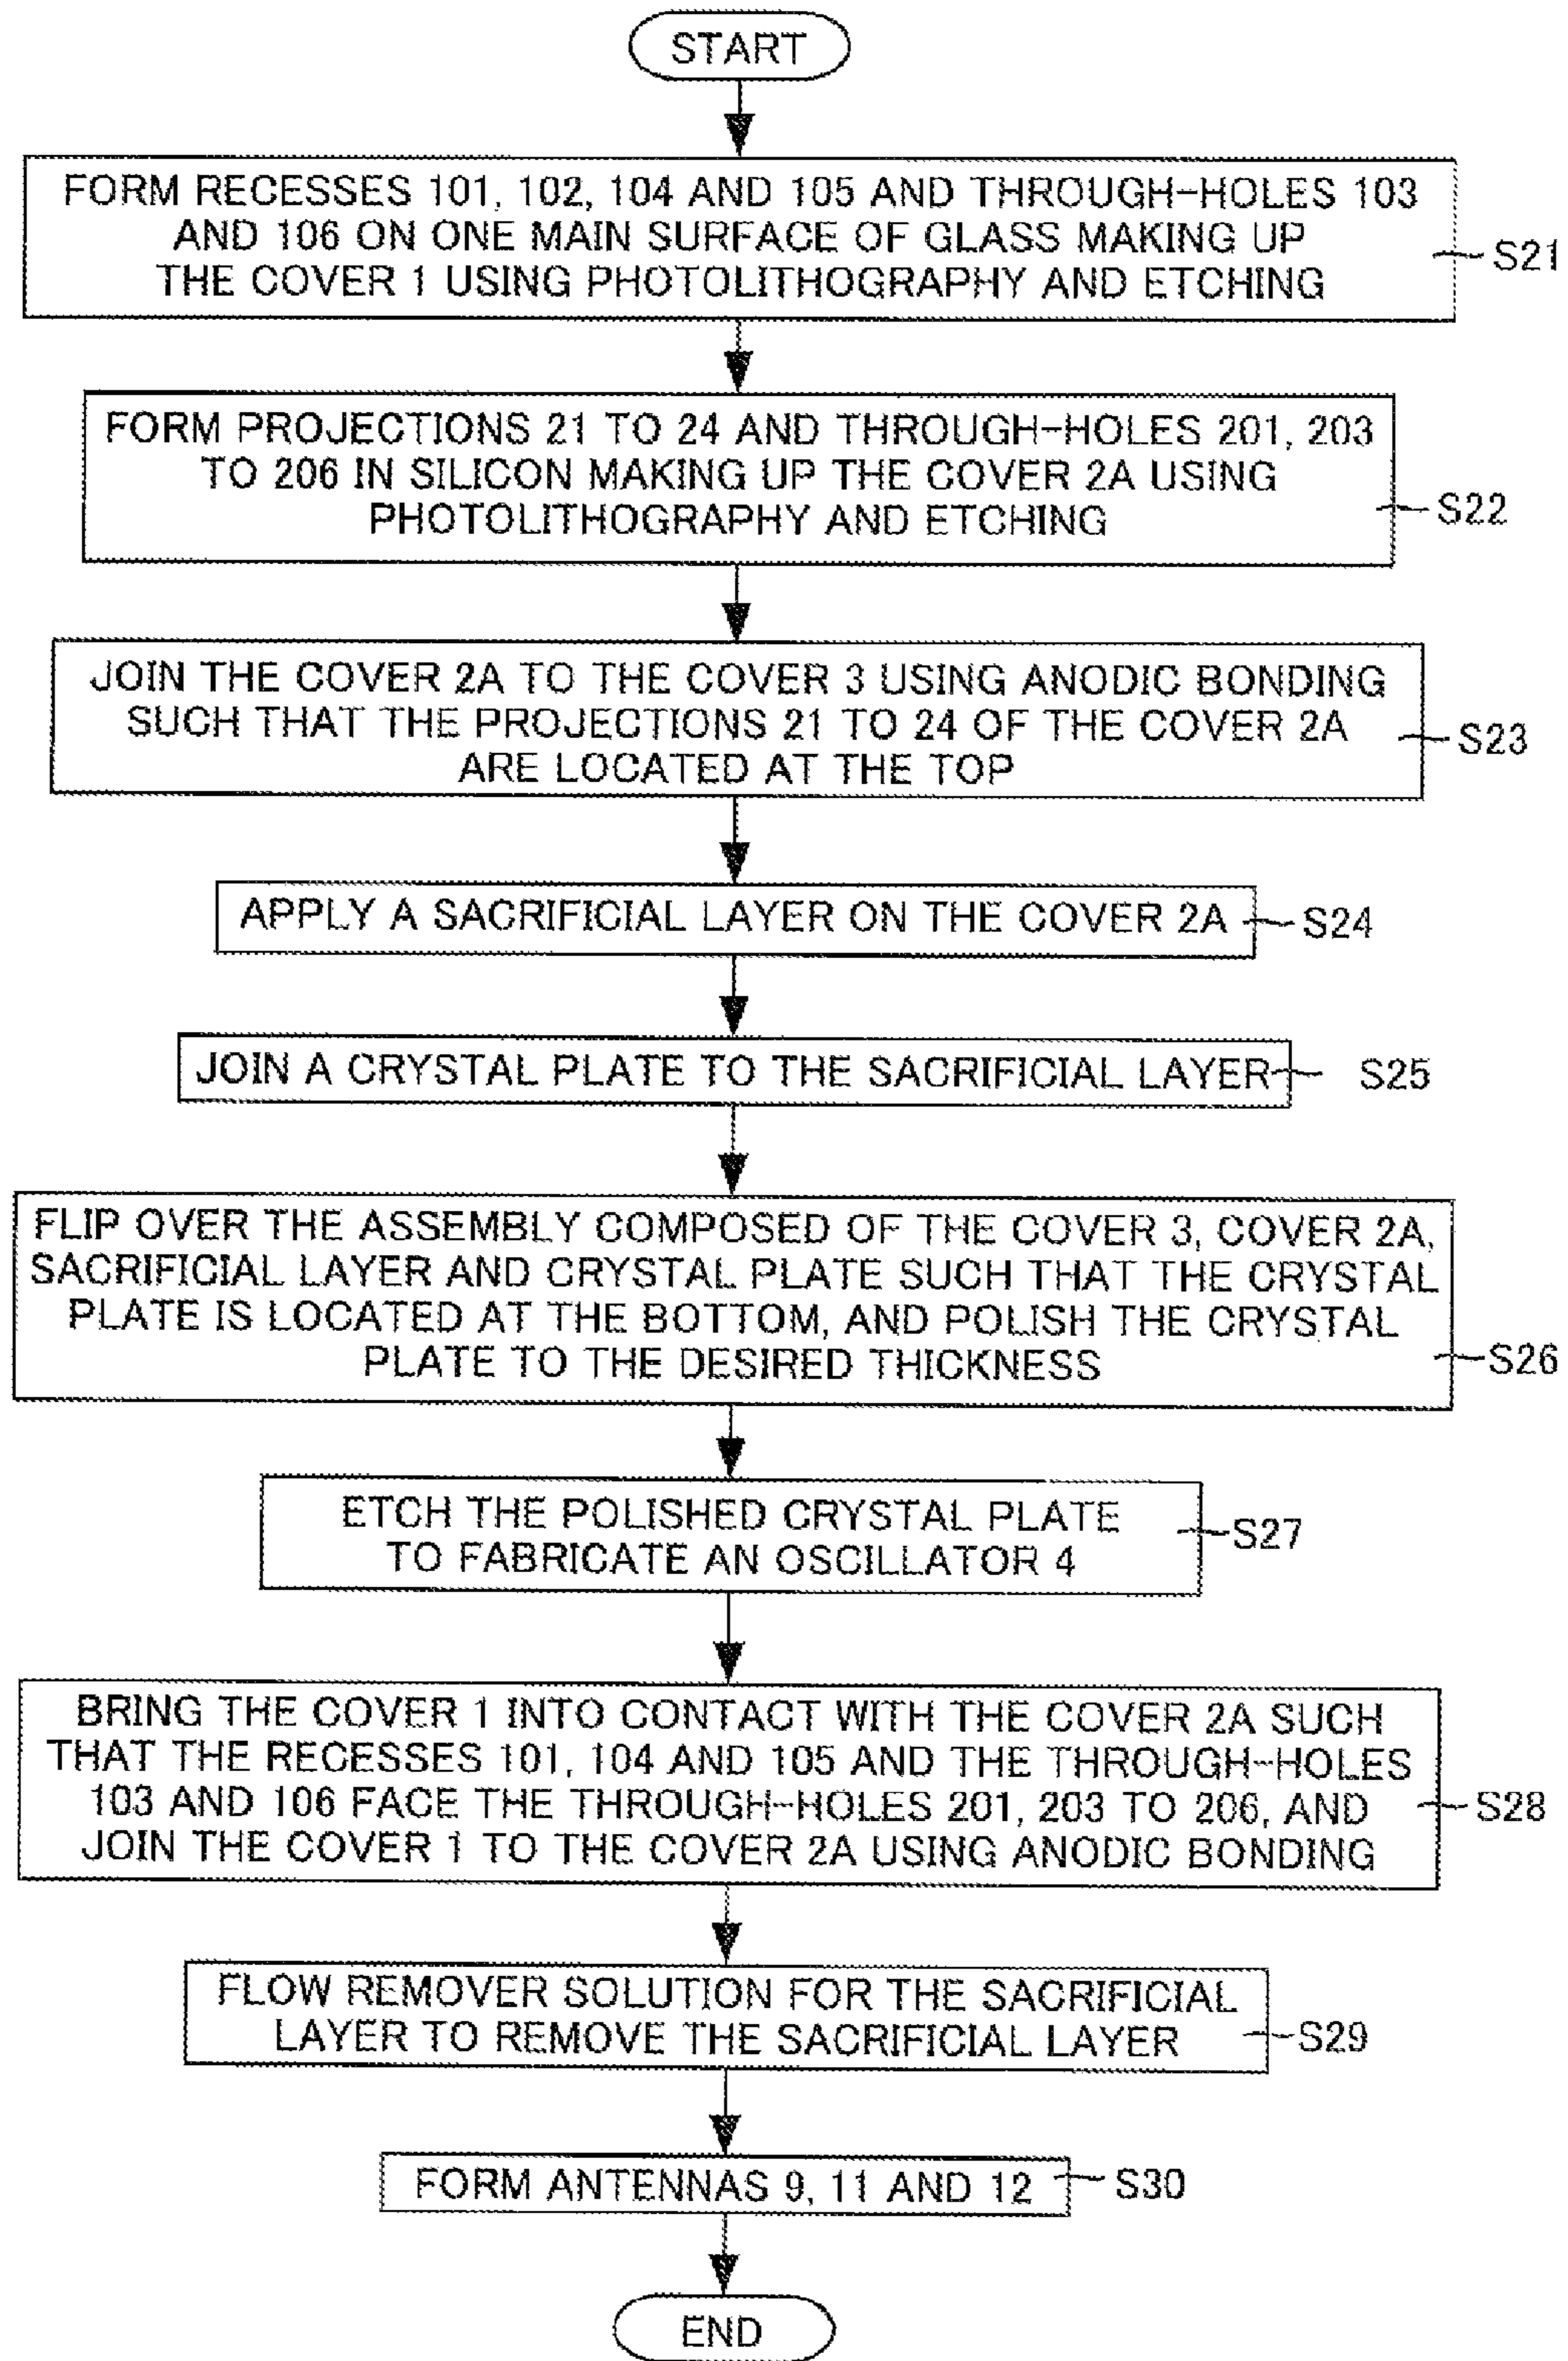 START
FORM RECESSES 101, 102, 104 AND 105 AND THROUGH-HOLES 103
AND 106 ON ONE MAIN SURFACE OF GLASS MAKING UP
THE COVER 1 USING PHOTOLITHOGRAPHY AND ETCHING
S21
FORM PROJECTIONS 21 TO 24 AND THROUGH-HOLES 201, 203
TO 206 IN SILICON MAKING UP THE COVER 2A USING
PHOTOLITHOGRAPHY AND ETCHING
S22
JOIN THE COVER 2A TO THE COVER 3 USING ANODIC BONDING
SUCH THAT THE PROJECTIONS 21 TO 24 OF THE COVER 2A
ARE LOCATED AT THE TOP
S23
APPLY A SACRIFICIAL LAYER ON THE COVER 2A
S24
JOIN A CRYSTAL PLATE TO THE SACRIFICIAL LAYER
S25
FLIP OVER THE ASSEMBLY COMPOSED OF THE COVER 3, COVER 2A,
SACRIFICIAL LAYER AND CRYSTAL PLATE SUCH THAT THE CRYSTAL
PLATE IS LOCATED AT THE BOTTOM, AND POLISH THE CRYSTAL
PLATE TO THE DESIRED THICKNESS
S26
ETCH THE POLISHED CRYSTAL PLATE
TO FABRICATE AN OSCILLATOR 4
S27
BRING THE COVER 1 INTO CONTACT WITH THE COVER 2A SUCH
THAT THE RECESSES 101, 104 AND 105 AND THE THROUGH-HOLES
103 AND 106 FACE THE THROUGH-HOLES 201, 203 TO 206, AND
JOIN THE COVER 1 TO THE COVER 2A USING ANODIC BONDING
S28
FLOW REMOVER SOLUTION FOR THE SACRIFICIAL
LAYER TO REMOVE THE SACRIFICIAL LAYER
S29
FORM ANTENNAS 9, 11 AND 12
S30
END